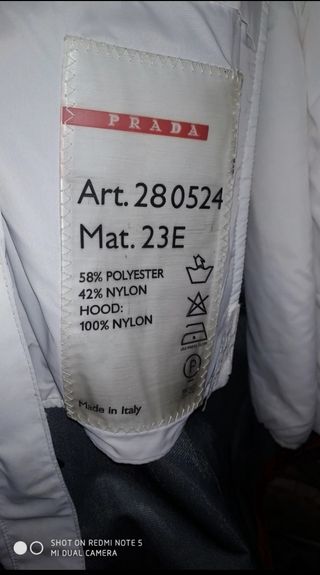 PRADA
Art. 280524
Mat. 23E
58% POLYESTER
42% NYLON
HOOD:
100% NYLON
P
Made in Italy
SHOT ON REDMI NOTE 5
MI DUAL CAMERA